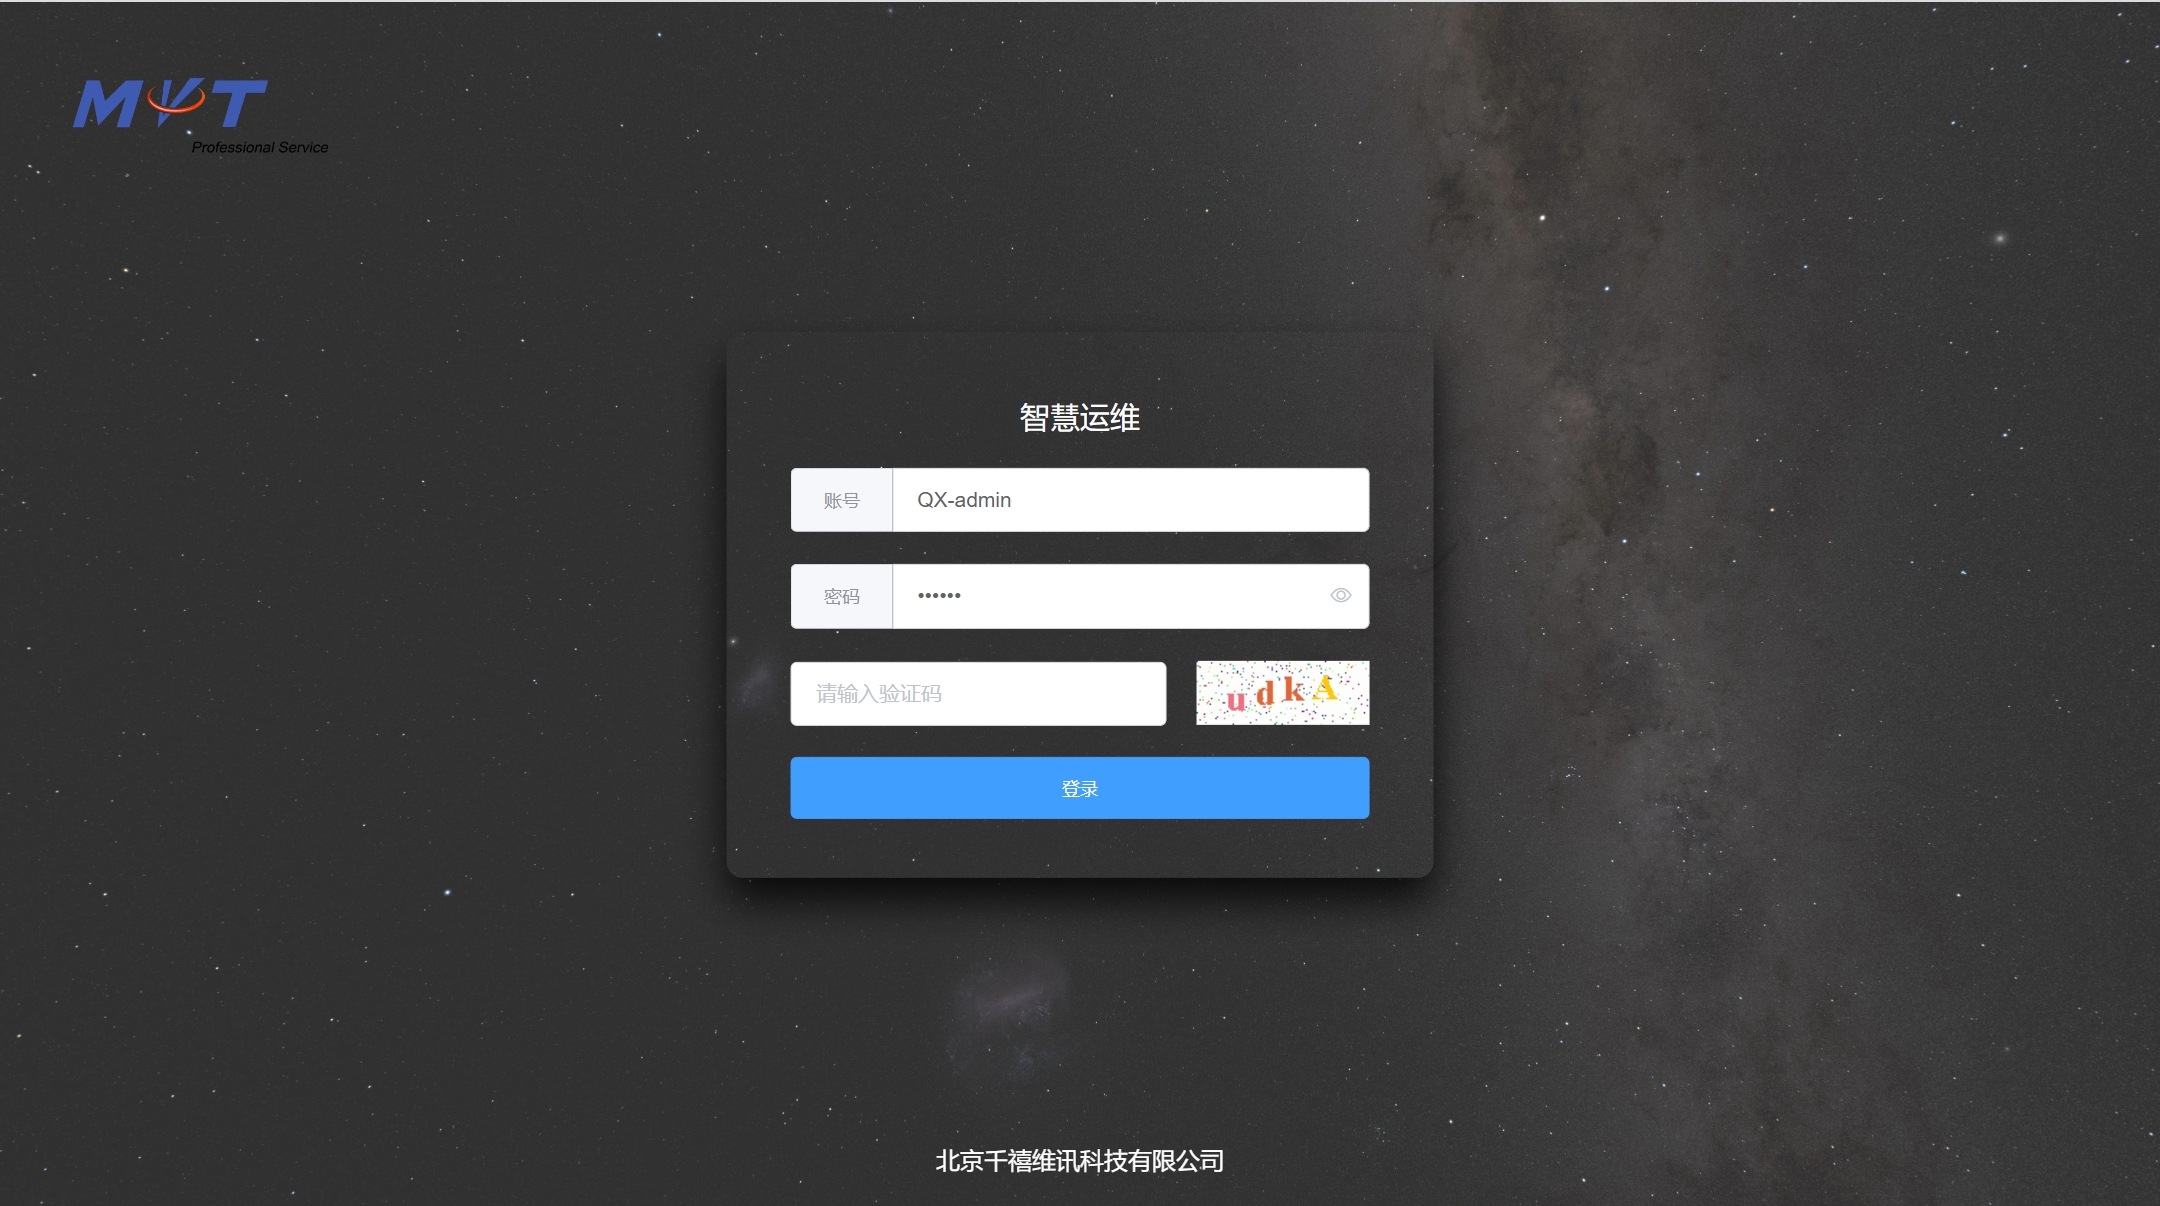 MVT
Professional Service
智慧运维
账号 QX-admin
密码 ••••••
请输入验证码 udkA
登录
北京千禧维讯科技有限公司